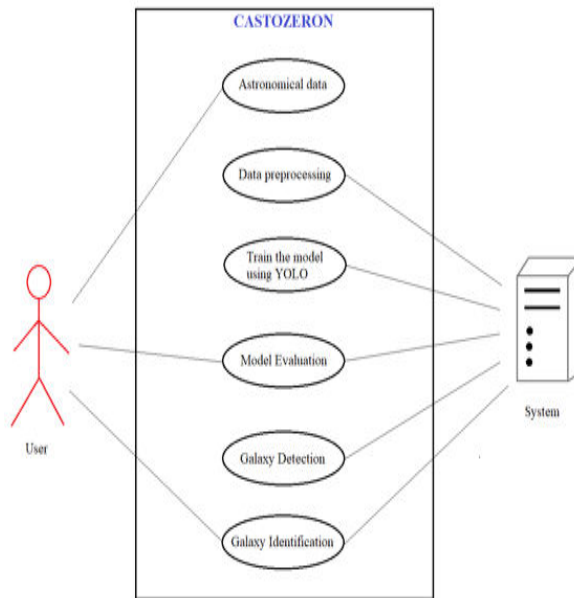 CASTOZERON
Astronomical data
Data preprocessing
Train the model
using YOLO
Model Evaluation
System
User
Galaxy Detection
Galaxy Identification